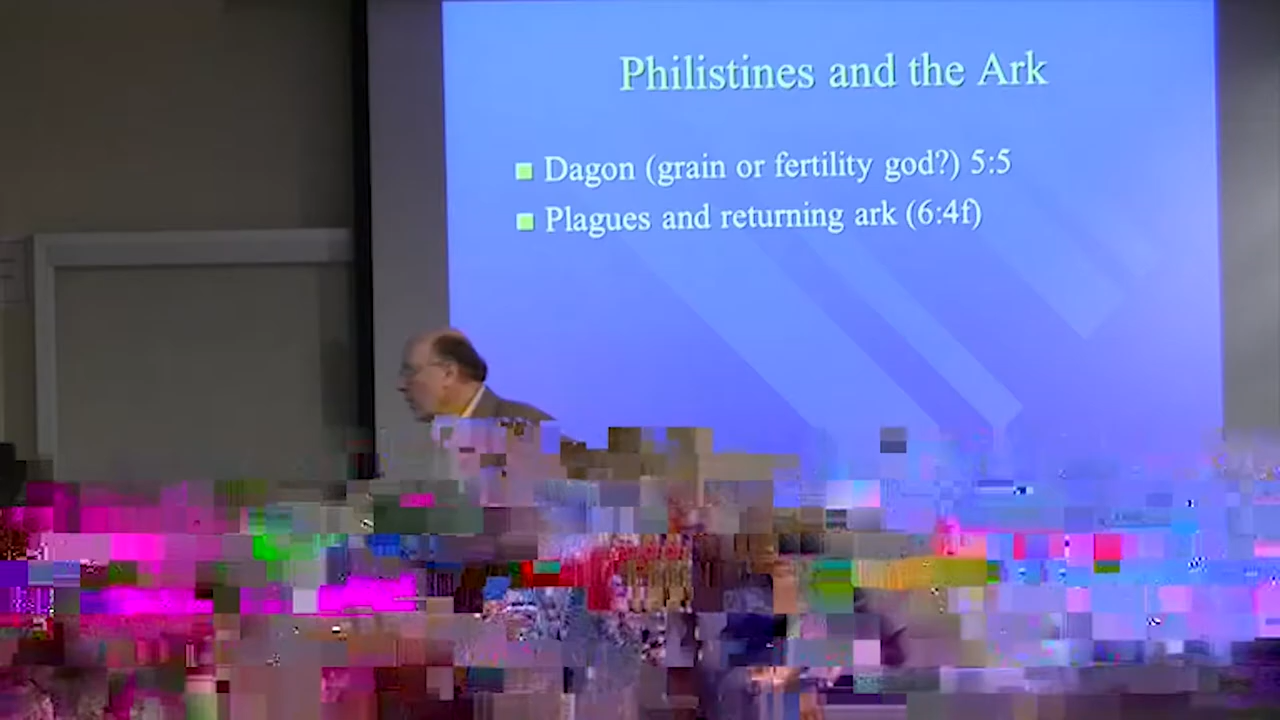 Philistines and the Ark
Dagon (grain or fertility god?) 5:5
Plagues and returning ark (6:4f)